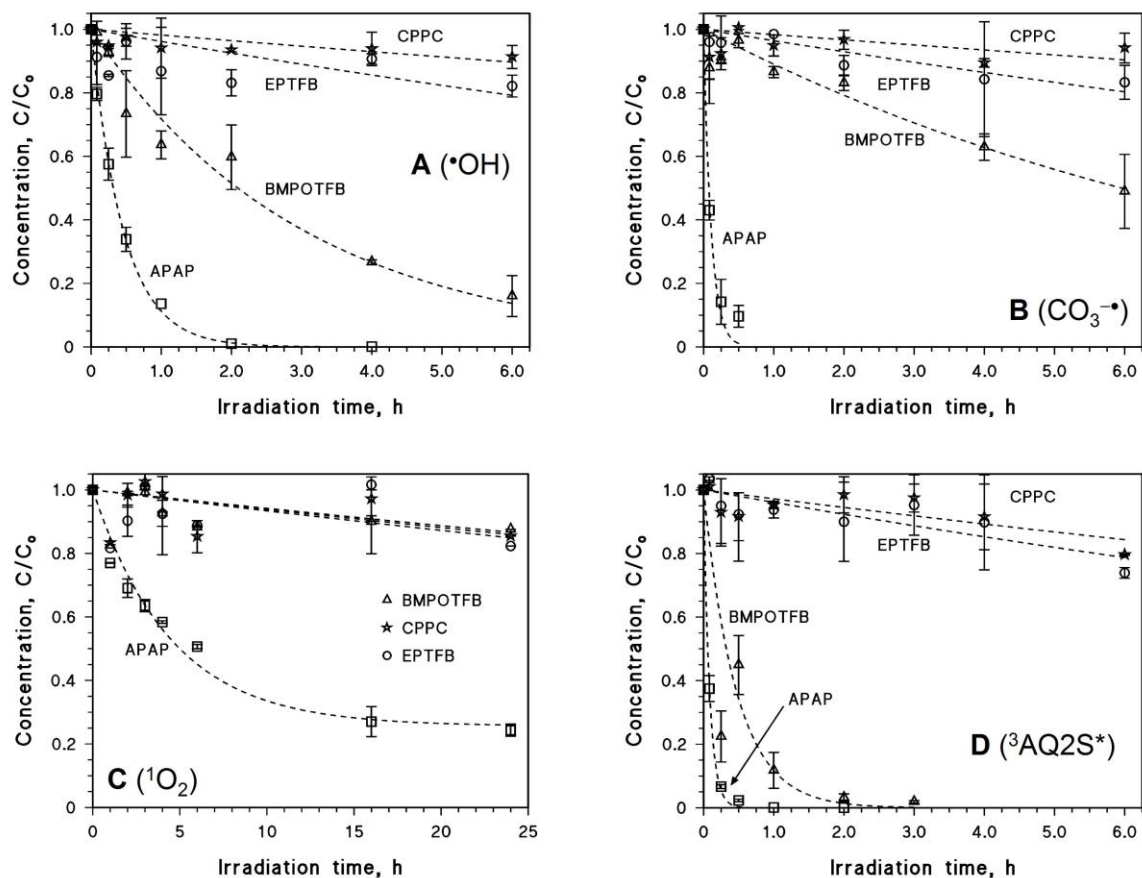 Concentration, C/C₀
1.0
0.8
0.6
0.4
0.2
0
CPPC
EPTFB
A (•OH)
BMPOTFB
APAP
0 1.0 2.0 3.0 4.0 5.0 6.0
Irradiation time, h
Concentration, C/C₀
1.0
0.8
0.6
0.4
0.2
0
CPPC
EPTFB
BMPOTFB
APAP
B (CO₃⁻•)
0 1.0 2.0 3.0 4.0 5.0 6.0
Irradiation time, h
Concentration, C/C₀
1.0
0.8
0.6
0.4
0.2
0
BMPOTFB
CPPC
EPTFB
APAP
C (¹O₂)
0 5 10 15 20 25
Irradiation time, h
Concentration, C/C₀
1.0
0.8
0.6
0.4
0.2
0
CPPC
EPTFB
BMPOTFB
APAP
D (³AQ2S*)
0 1.0 2.0 3.0 4.0 5.0 6.0
Irradiation time, h